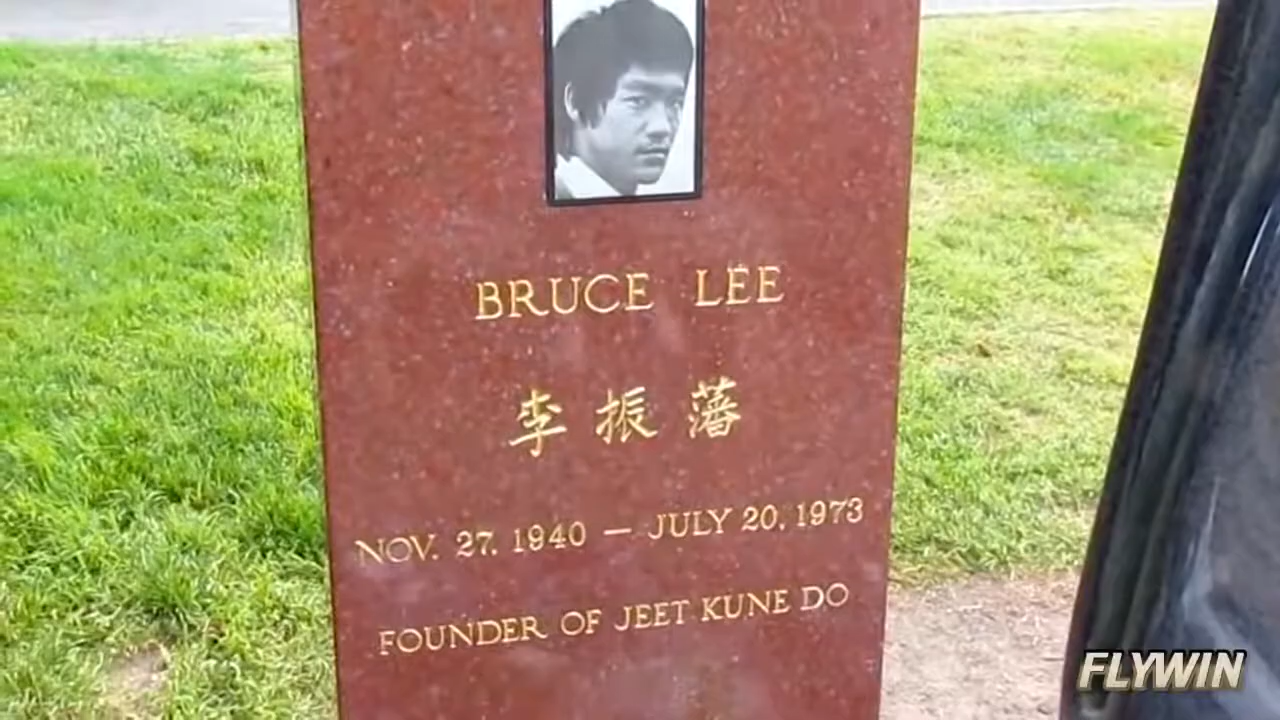 BRUCE LEE
李振藩
NOV. 27. 1940 — JULY 20, 1973
FOUNDER OF JEET KUNE DO
FLYWIN